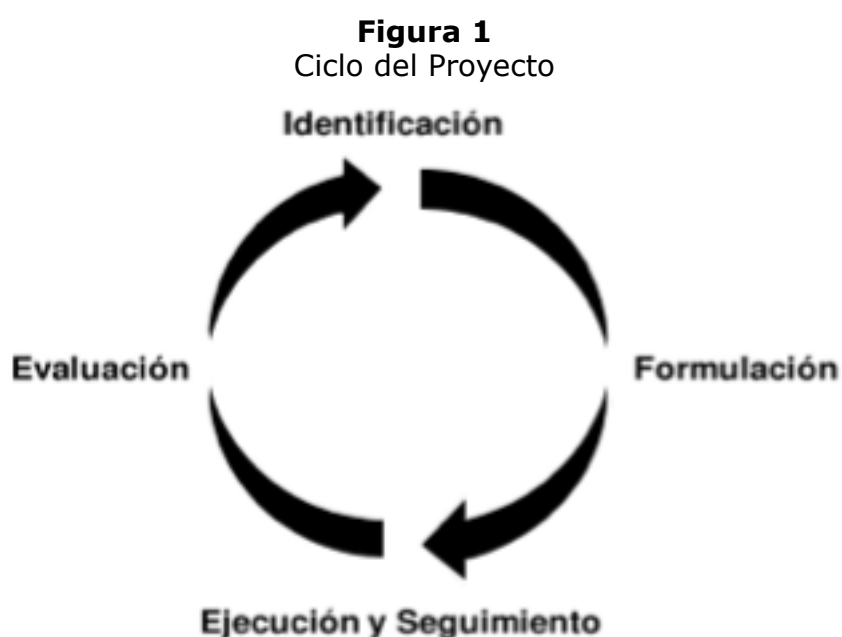 Figura 1
Ciclo del Proyecto
Identificación
Evaluación
Formulación
Ejecución y Seguimiento